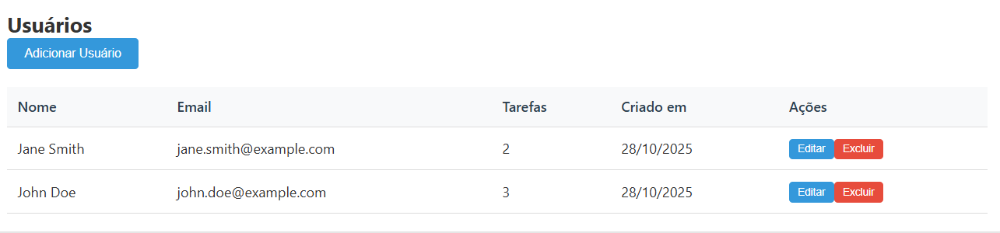 Usuários
Adicionar Usuário
Nome Email Tarefas Criado em Ações
Jane Smith jane.smith@example.com 2 28/10/2025 Editar Excluir
John Doe john.doe@example.com 3 28/10/2025 Editar Excluir